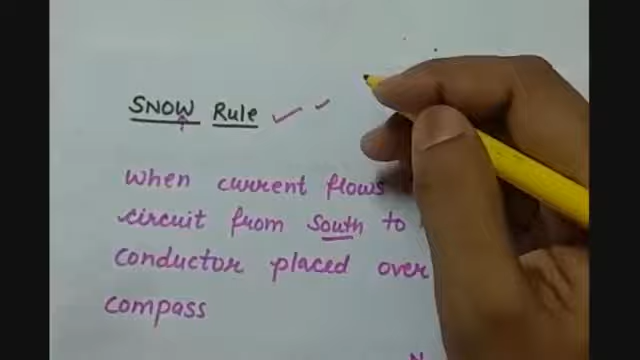 SNOW Rule
When current flows
circuit from South to
conductor placed over
compass
N